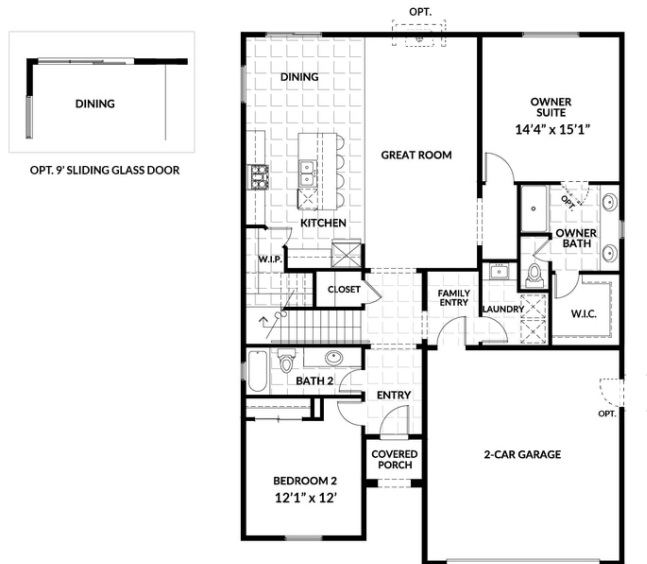 OPT.
DINING
OPT. 9' SLIDING GLASS DOOR
DINING
OWNER
SUITE
14'4" x 15'1"
GREAT ROOM
KITCHEN
OPT.
OWNER
BATH
W.I.P.
CLOSET
FAMILY
ENTRY
LAUNDRY
W.I.C.
BATH 2
ENTRY
OPT.
COVERED
PORCH
2-CAR GARAGE
BEDROOM 2
12'1" x 12'